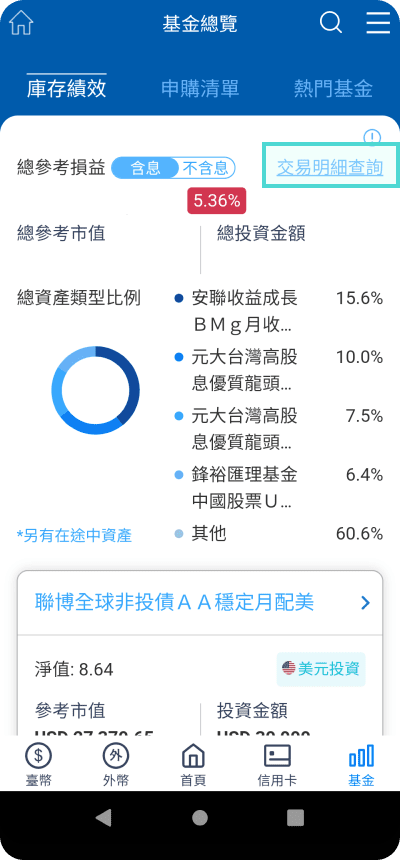 基金總覽
庫存績效 申購清單 熱門基金
總參考損益 含息 不含息 交易明細查詢
5.36%
總參考市值 總投資金額
總資產類型比例
安聯收益成長 15.6%
ＢＭｇ月收...
元大台灣高股 10.0%
息優質龍頭...
元大台灣高股 7.5%
息優質龍頭...
鋒裕匯理基金 6.4%
中國股票Ｕ...
*另有在途中資產
其他 60.6%
聯博全球非投債ＡＡ穩定月配美
淨值: 8.64 美元投資
參考市值 投資金額
臺幣 外 外幣 首頁 信用卡 基金